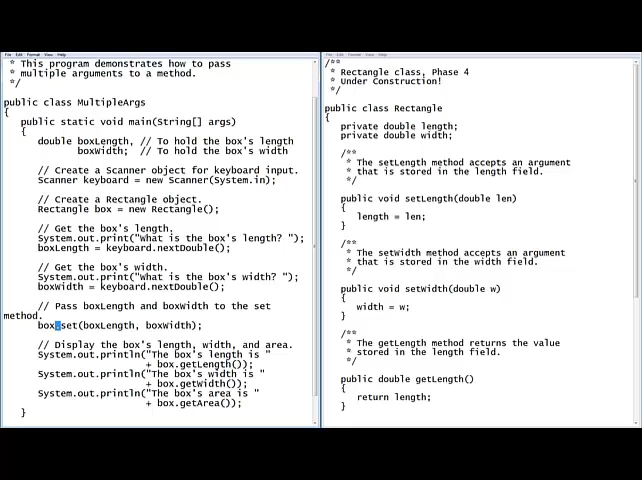 File Edit Format View Help
* This program demonstrates how to pass
* multiple arguments to a method.
*/
public class MultipleArgs
{
public static void main(String[] args)
{
double boxLength, // To hold the box's length
boxWidth; // To hold the box's width
// Create a Scanner object for keyboard input.
Scanner keyboard = new Scanner(System.in);
// Create a Rectangle object.
Rectangle box = new Rectangle();
// Get the box's length.
System.out.print("What is the box's length? ");
boxLength = keyboard.nextDouble();
// Get the box's width.
System.out.print("What is the box's width? ");
boxWidth = keyboard.nextDouble();
// Pass boxLength and boxWidth to the set
method.
box.set(boxLength, boxWidth);
// Display the box's length, width, and area.
System.out.println("The box's length is "
+ box.getLength());
System.out.println("The box's width is "
+ box.getWidth());
System.out.println("The box's area is "
+ box.getArea());
}
File Edit Format View Help
/**
* Rectangle class, Phase 4
* Under Construction!
*/
public class Rectangle
{
private double length;
private double width;
/**
* The setLength method accepts an argument
* that is stored in the length field.
*/
public void setLength(double len)
{
length = len;
}
/**
* The setWidth method accepts an argument
* that is stored in the width field.
*/
public void setWidth(double w)
{
width = w;
}
/**
* The getLength method returns the value
* stored in the length field.
*/
public double getLength()
{
return length;
}